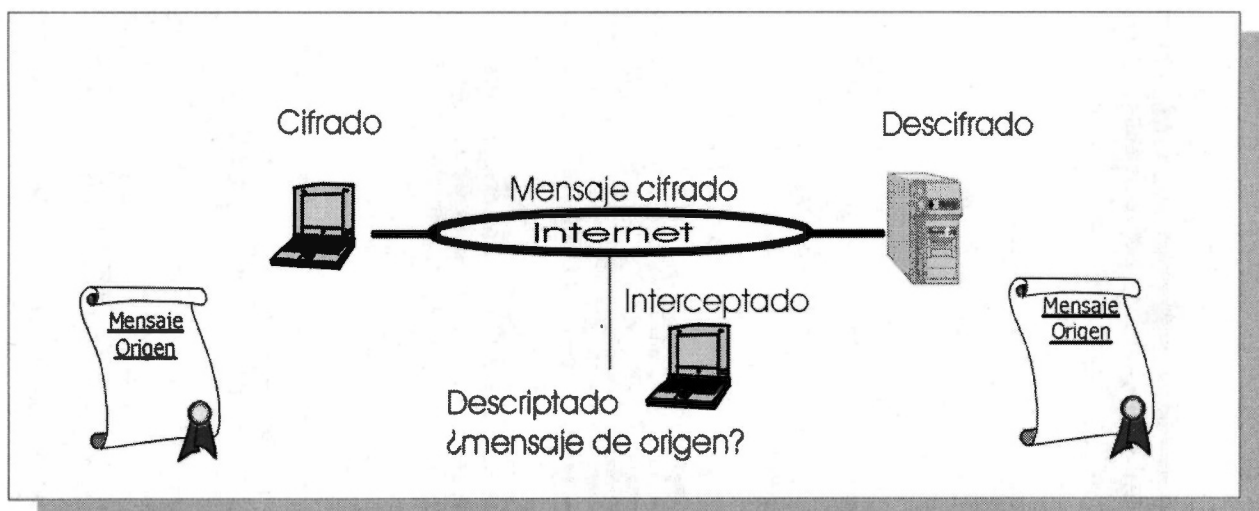 Cifrado
Descifrado
Mensaje cifrado
Internet
Interceptado
Mensaje
Origen
Mensaje
Origen
Descriptado
¿mensaje de origen?